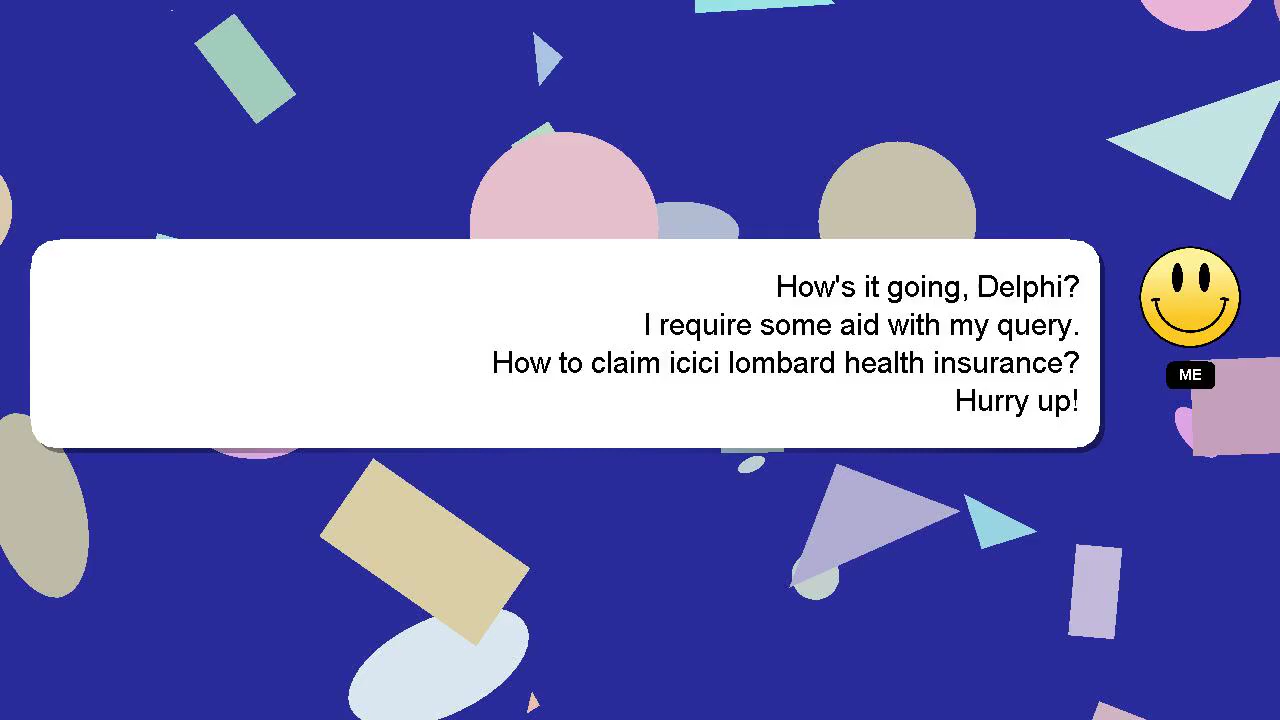 How's it going, Delphi?
I require some aid with my query.
How to claim icici lombard health insurance?
Hurry up!
ME